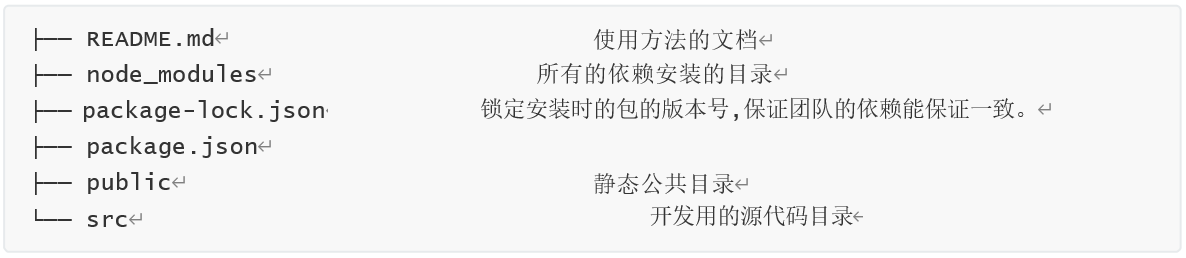 ├── README.md 使用方法的文档
├── node_modules 所有的依赖安装的目录
├── package-lock.json 锁定安装时的包的版本号,保证团队的依赖能保证一致。
├── package.json
├── public 静态公共目录
└── src 开发用的源代码目录